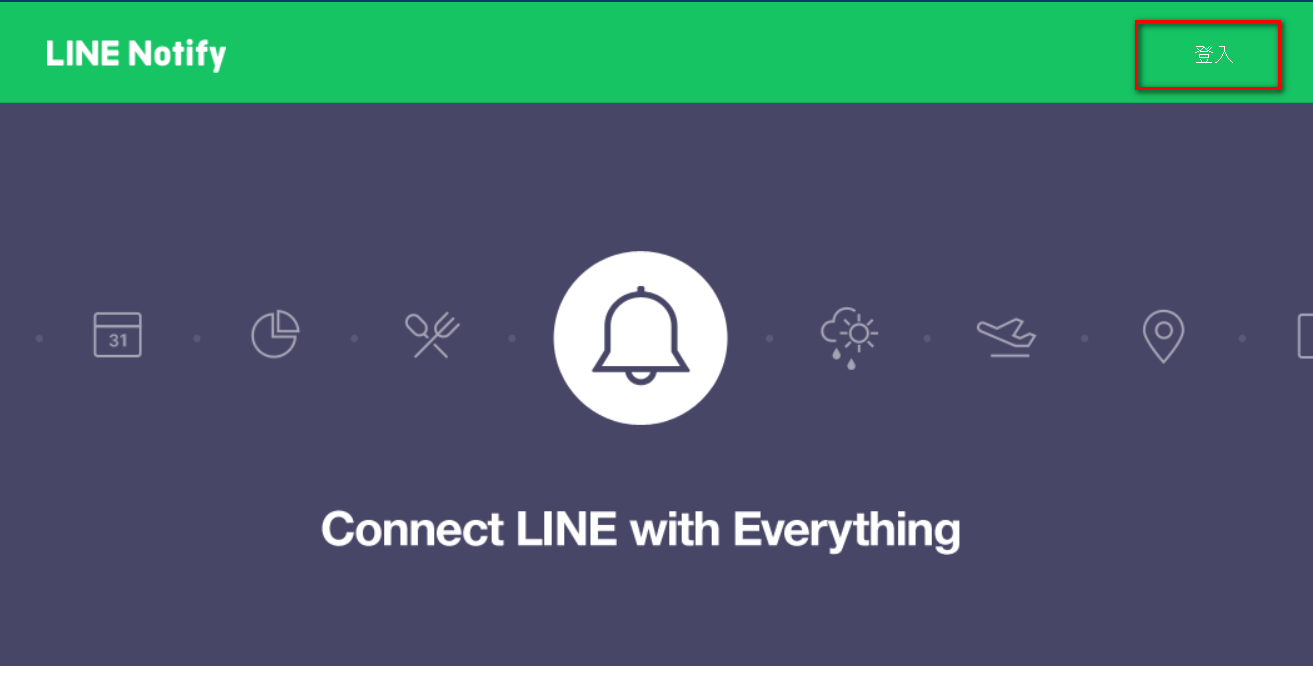 LINE Notify
登入
31
Connect LINE with Everything